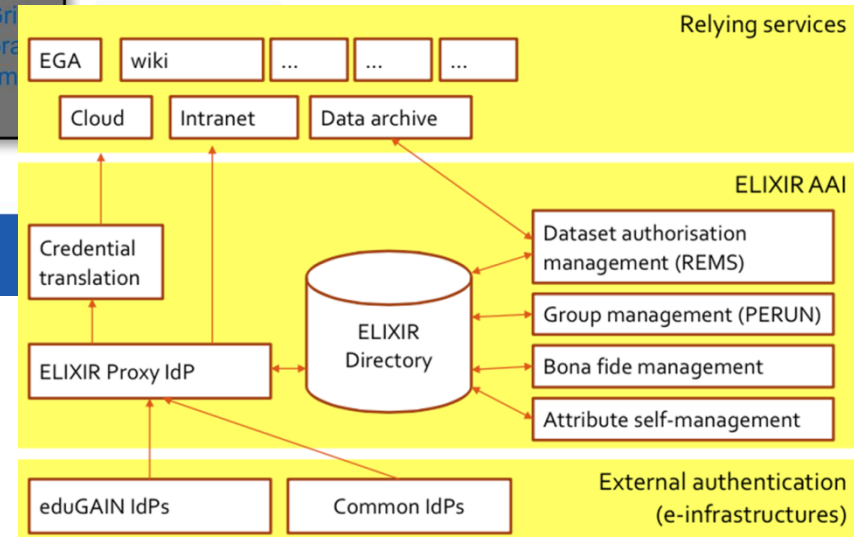 Relying services
EGA
wiki
...
...
...
Cloud
Intranet
Data archive
ELIXIR AAI
Credential
translation
Dataset authorisation
management (REMS)
ELIXIR
Directory
Group management (PERUN)
ELIXIR Proxy IdP
Bona fide management
Attribute self-management
eduGAIN IdPs
Common IdPs
External authentication
(e-infrastructures)